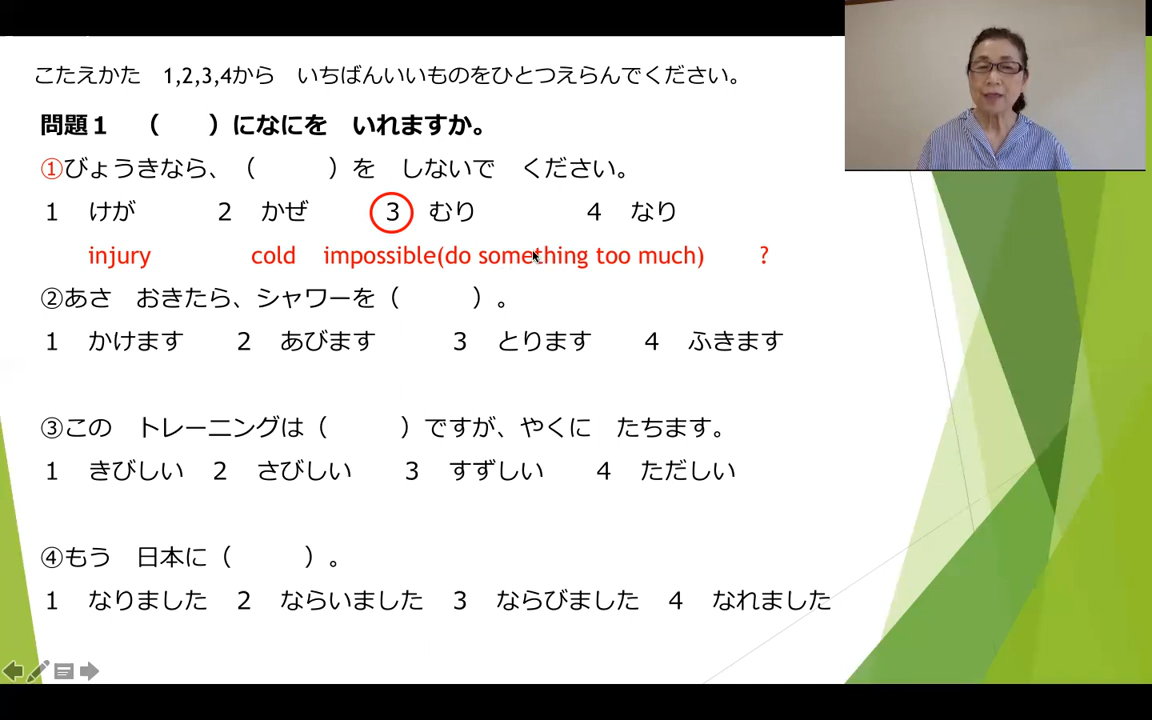 こたえかた　1,2,3,4から　いちばんいいものをひとつえらんでください。
問題１　（　　）になにを　いれますか。
①びょうきなら、（　　　）を　しないで　ください。
１　けが　　　２　かぜ　　　３　むり　　　　４　なり
injury　　　cold　impossible(do something too much)　　?
②あさ　おきたら、シャワーを（　　　）。
１　かけます　　２　あびます　　　３　とります　　４　ふきます
③この　トレーニングは（　　　）ですが、やくに　たちます。
１　きびしい　２　さびしい　　３　すずしい　　４　ただしい
④もう　日本に（　　　）。
１　なりました　２　ならいました　３　ならびました　４　なれました